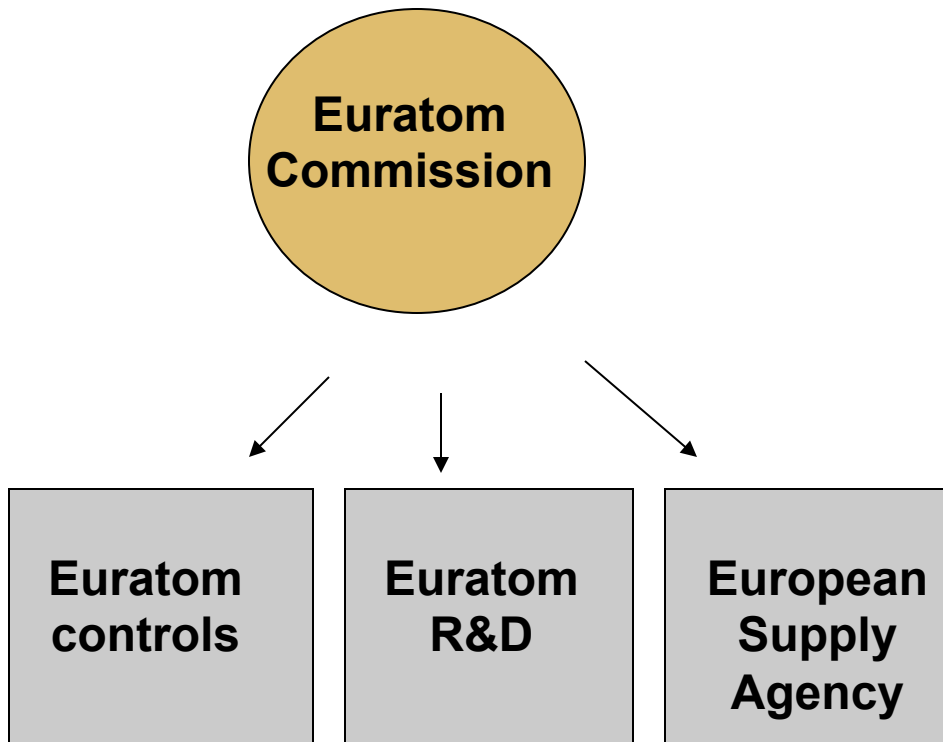 Euratom
Commission
Euratom
controls
Euratom
R&D
European
Supply
Agency